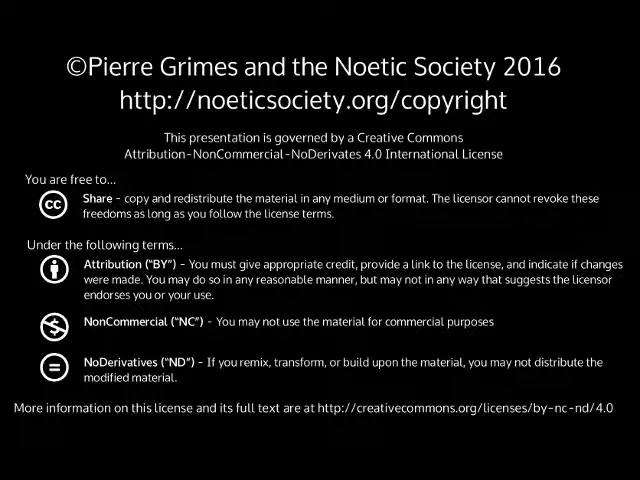 ©Pierre Grimes and the Noetic Society 2016
http://noeticsociety.org/copyright
This presentation is governed by a Creative Commons
Attribution-NonCommercial-NoDerivates 4.0 International License
You are free to...
cc
Share - copy and redistribute the material in any medium or format. The licensor cannot revoke these
freedoms as long as you follow the license terms.
Under the following terms...
Attribution ("BY") - You must give appropriate credit, provide a link to the license, and indicate if changes
were made. You may do so in any reasonable manner, but may not in any way that suggests the licensor
endorses you or your use.
NonCommercial ("NC") - You may not use the material for commercial purposes
NoDerivatives ("ND") - If you remix, transform, or build upon the material, you may not distribute the
modified material.
More information on this license and its full text are at http://creativecommons.org/licenses/by-nc-nd/4.0